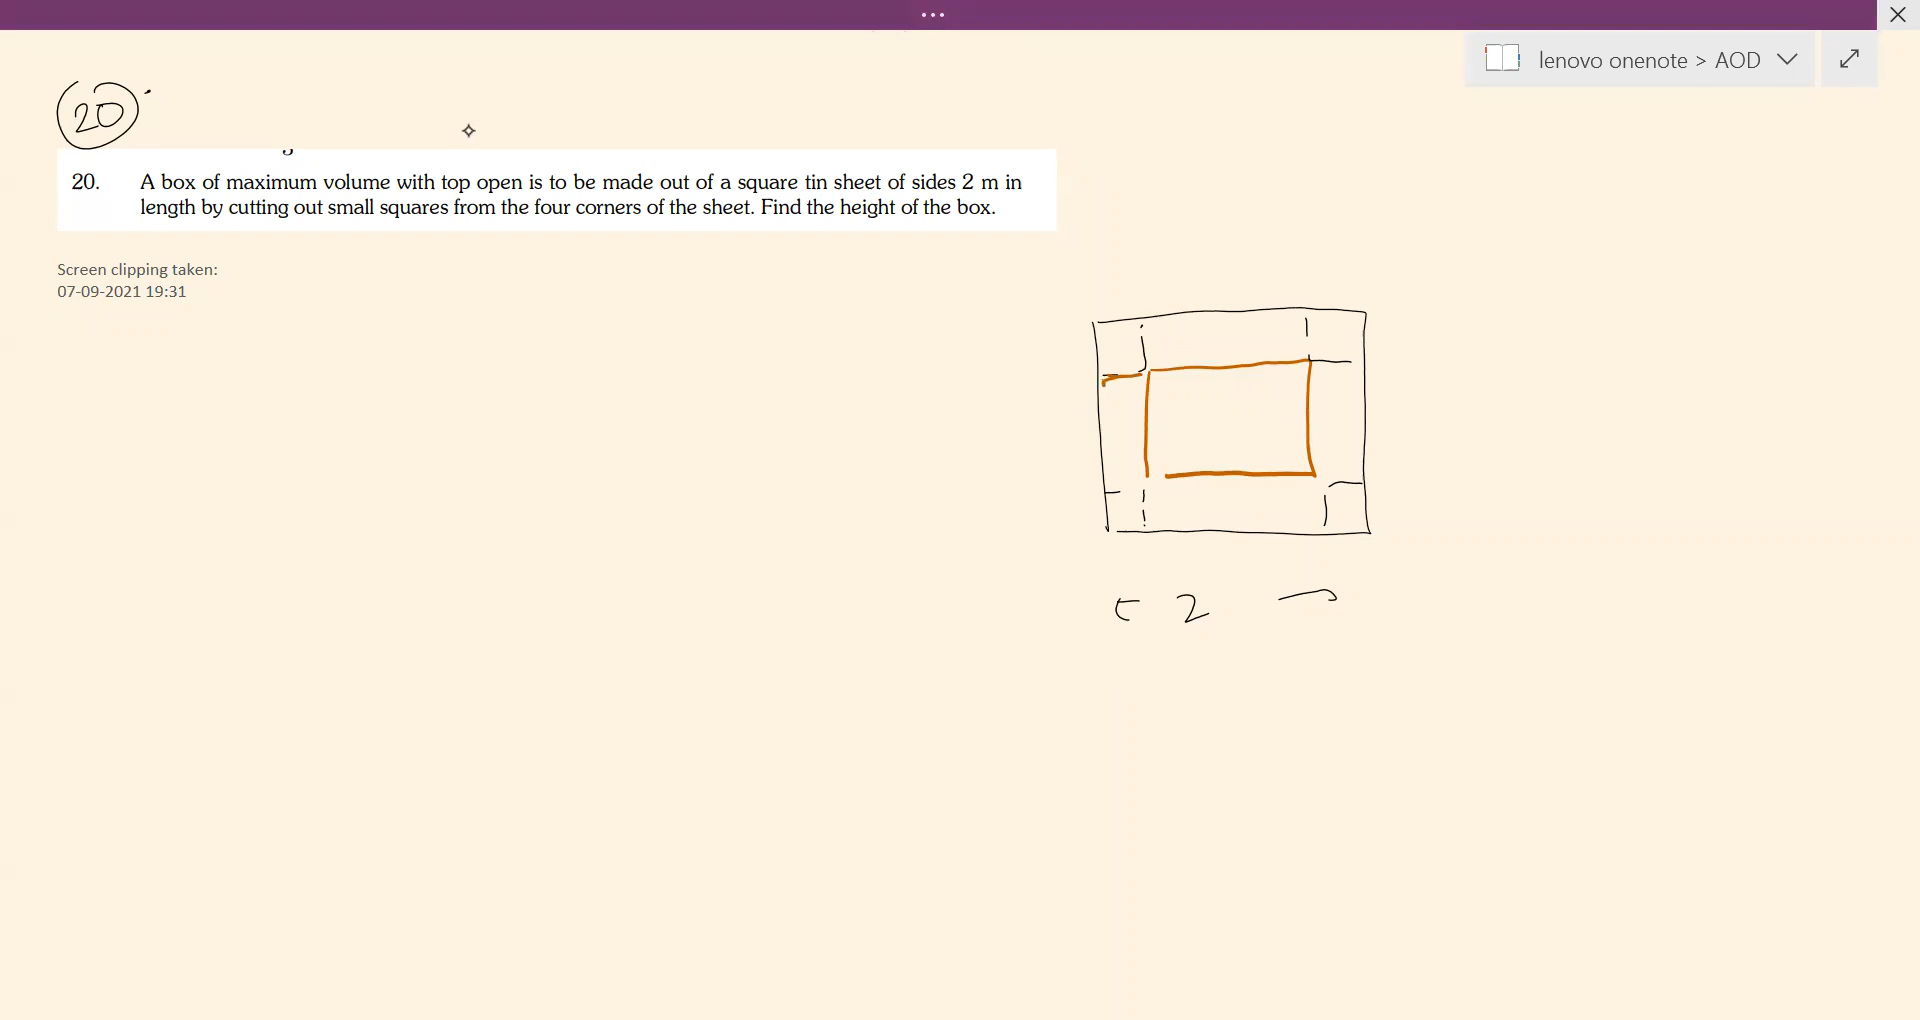 lenovo onenote > AOD
20
20. A box of maximum volume with top open is to be made out of a square tin sheet of sides 2 m in
length by cutting out small squares from the four corners of the sheet. Find the height of the box.
Screen clipping taken:
07-09-2021 19:31
2